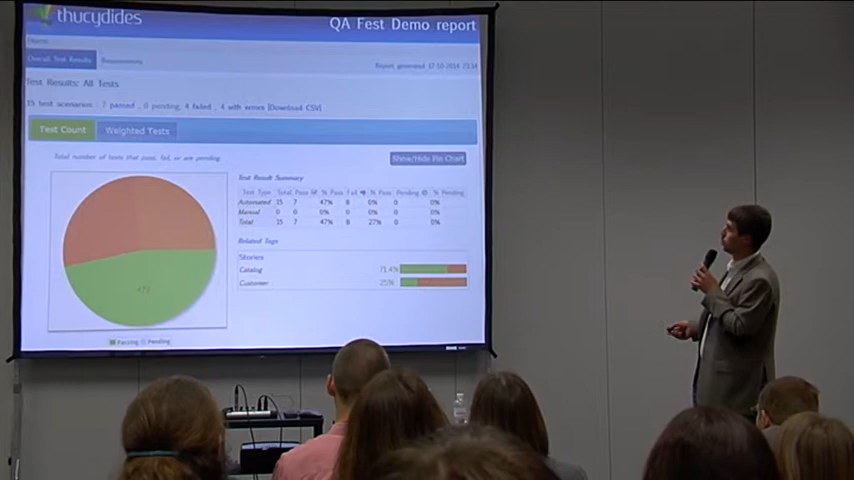 thucydides
QA Fest Demo report
Home
Overall Test Results Requirements
Report generated 17-10-2014 23:14
Test Results: All Tests
15 test scenarios : 7 passed , 0 pending, 4 failed , 4 with errors [Download CSV]
Test Count Weighted Tests
Total number of tests that pass, fail, or are pending
Show/Hide Pie Chart
Test Result Summary
Test Type Total Pass % Pass Fail % Pass Pending % Pending
Automated 15 7 47% 8 0% 0 0%
Manual 0 0 0% 0 0% 0 0%
Total 15 7 47% 8 27% 0 0%
Related Tags
Stories
Catalog 71.4%
Customer 25%
Passing Pending